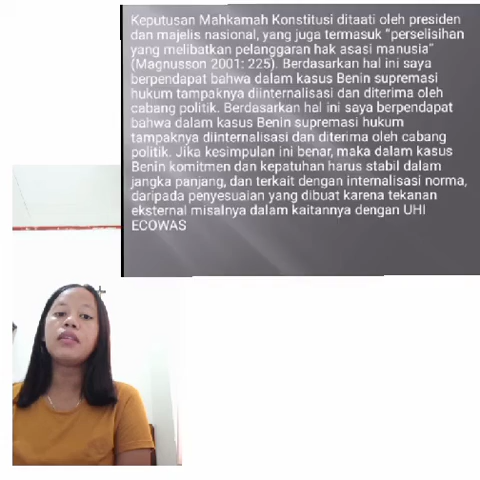 Keputusan Mahkamah Konstitusi ditaati oleh presiden
dan majelis nasional, yang juga termasuk "perselisihan
yang melibatkan pelanggaran hak asasi manusia"
(Magnusson 2001: 225). Berdasarkan hal ini saya
berpendapat bahwa dalam kasus Benin supremasi
hukum tampaknya diinternalisasi dan diterima oleh
cabang politik. Berdasarkan hal ini saya berpendapat
bahwa dalam kasus Benin supremasi hukum
tampaknya diinternalisasi dan diterima oleh cabang
politik. Jika kesimpulan ini benar, maka dalam kasus
Benin komitmen dan kepatuhan harus stabil dalam
jangka panjang, dan terkait dengan internalisasi norma,
daripada penyesuaian yang dibuat karena tekanan
eksternal misalnya dalam kaitannya dengan UHI
ECOWAS